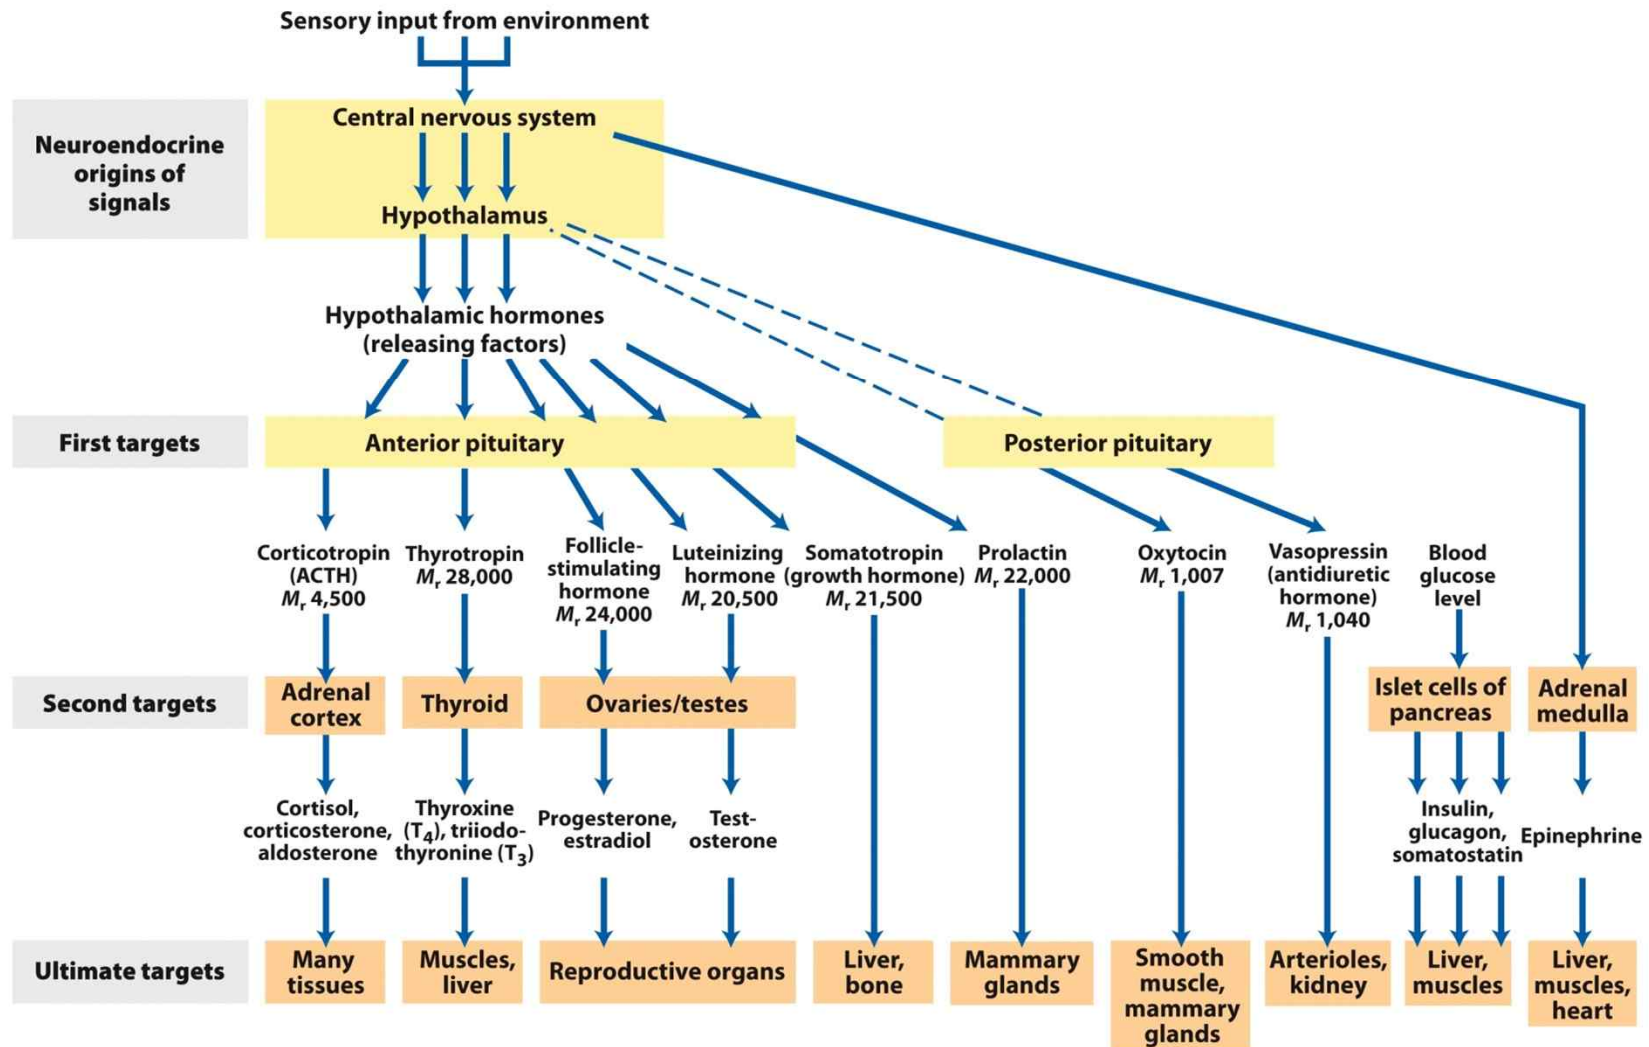 Sensory input from environment
Neuroendocrine
origins of
signals
Central nervous system
Hypothalamus
Hypothalamic hormones
(releasing factors)
First targets
Anterior pituitary
Posterior pituitary
Corticotropin
(ACTH)
Mr 4,500
Thyrotropin
Mr 28,000
Follicle-
stimulating
hormone
Mr 24,000
Luteinizing
hormone
Mr 20,500
Somatotropin
(growth hormone)
Mr 21,500
Prolactin
Mr 22,000
Oxytocin
Mr 1,007
Vasopressin
(antidiuretic
hormone)
Mr 1,040
Blood
glucose
level
Second targets
Adrenal
cortex
Thyroid
Ovaries/testes
Islet cells of
pancreas
Adrenal
medulla
Cortisol,
corticosterone,
aldosterone
Thyroxine
(T4), triiodo-
thyronine (T3)
Progesterone,
estradiol
Test-
osterone
Insulin,
glucagon,
somatostatin
Epinephrine
Ultimate targets
Many
tissues
Muscles,
liver
Reproductive organs
Liver,
bone
Mammary
glands
Smooth
muscle,
mammary
glands
Arterioles,
kidney
Liver,
muscles
Liver,
muscles,
heart